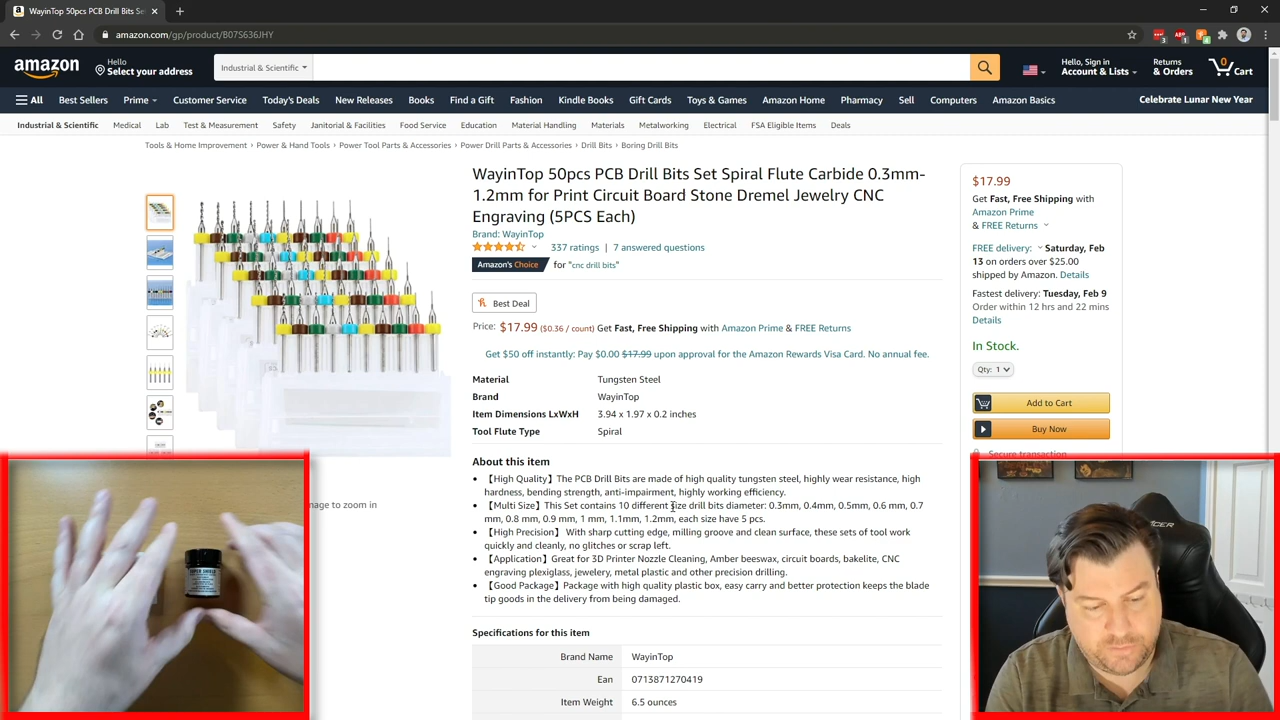 WayinTop 50pcs PCB Drill Bits Set
amazon.com/gp/product/B07S636JHY
amazon
Hello
Select your address
Industrial & Scientific
Hello, Sign in
Account & Lists
Returns
& Orders
0
Cart
All
Best Sellers
Prime
Customer Service
Today's Deals
New Releases
Books
Find a Gift
Fashion
Kindle Books
Gift Cards
Toys & Games
Amazon Home
Pharmacy
Sell
Computers
Amazon Basics
Celebrate Lunar New Year
Industrial & Scientific
Medical
Lab
Test & Measurement
Safety
Janitorial & Facilities
Food Service
Education
Material Handling
Materials
Metalworking
Electrical
FSA Eligible Items
Deals
Tools & Home Improvement › Power & Hand Tools › Power Tool Parts & Accessories › Power Drill Parts & Accessories › Drill Bits › Boring Drill Bits
WayinTop 50pcs PCB Drill Bits Set Spiral Flute Carbide 0.3mm-
1.2mm for Print Circuit Board Stone Dremel Jewelry CNC
Engraving (5PCS Each)
Brand: WayinTop
337 ratings | 7 answered questions
Amazon's Choice for "cnc drill bits"
Best Deal
Price: $17.99 ($0.36 / count) Get Fast, Free Shipping with Amazon Prime & FREE Returns
Get $50 off instantly: Pay $0.00 $17.99 upon approval for the Amazon Rewards Visa Card. No annual fee.
Material Tungsten Steel
Brand WayinTop
Item Dimensions LxWxH 3.94 x 1.97 x 0.2 inches
Tool Flute Type Spiral
About this item
• 【High Quality】The PCB Drill Bits are made of high quality tungsten steel, highly wear resistance, high
hardness, bending strength, anti-impairment, highly working efficiency.
• 【Multi Size】This Set contains 10 different size drill bits diameter: 0.3mm, 0.4mm, 0.5mm, 0.6 mm, 0.7
mm, 0.8 mm, 0.9 mm, 1 mm, 1.1mm, 1.2mm, each size have 5 pcs.
• 【High Precision】 With sharp cutting edge, milling groove and clean surface, these sets of tool work
quickly and cleanly, no glitches or scrap left.
• 【Application】Great for 3D Printer Nozzle Cleaning, Amber beeswax, circuit boards, bakelite, CNC
engraving plexiglass, jewelery, metal plastic and other precision drilling.
• 【Good Package】Package with high quality plastic box, easy carry and better protection keeps the blade
tip goods in the delivery from being damaged.
Specifications for this item
Brand Name WayinTop
Ean 0713871270419
Item Weight 6.5 ounces
$17.99
Get Fast, Free Shipping with
Amazon Prime
& FREE Returns
FREE delivery: Saturday, Feb
13 on orders over $25.00
shipped by Amazon. Details
Fastest delivery: Tuesday, Feb 9
Order within 12 hrs and 22 mins
Details
In Stock.
Qty: 1
Add to Cart
Buy Now
Secure transaction
age to zoom in
SUPER SHIELD
ACER